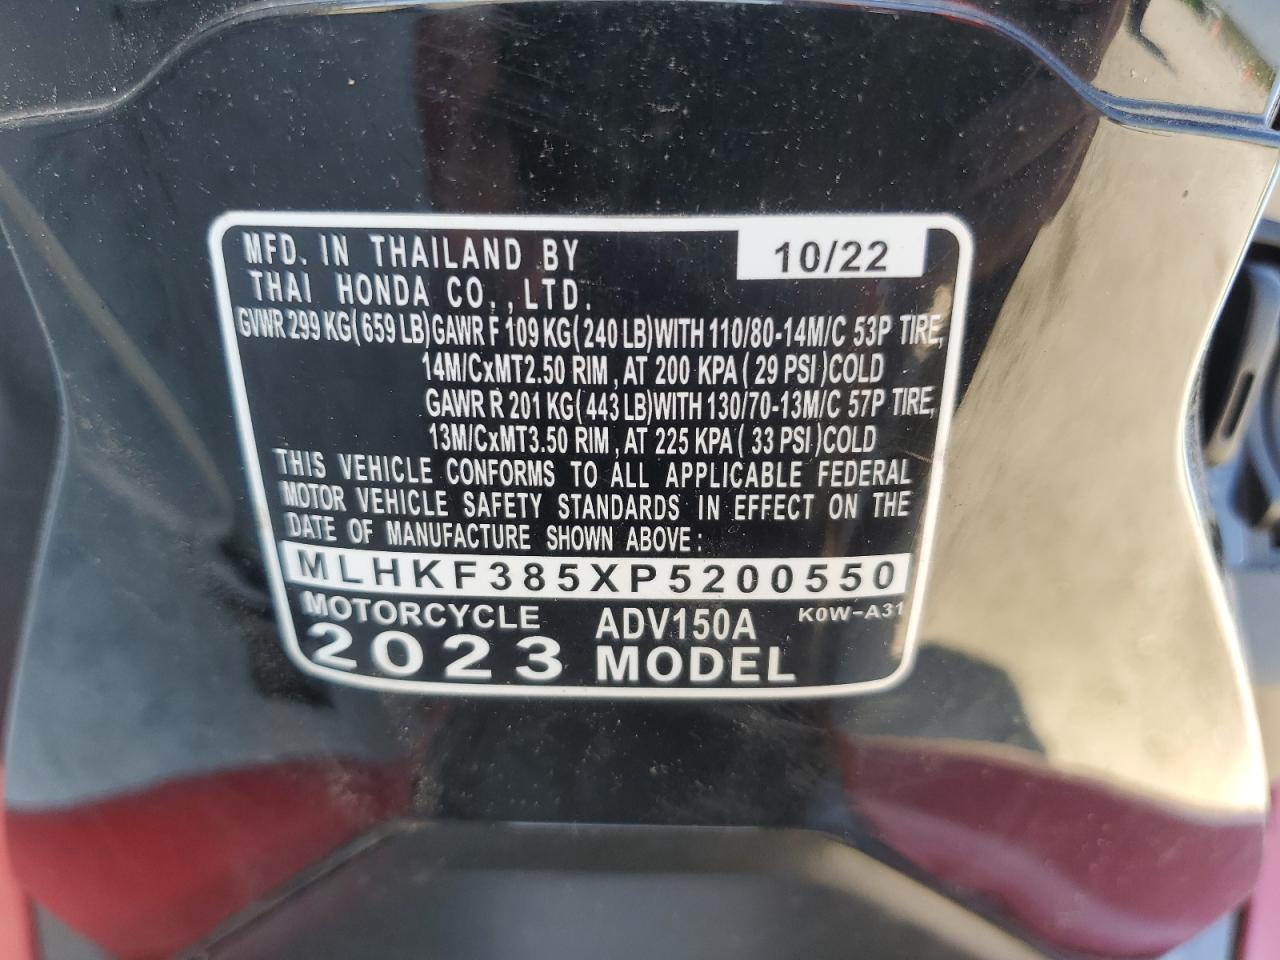 MFD. IN THAILAND BY 10/22
THAI HONDA CO.,LTD.
GVWR 299 KG(659 LB)GAWR F 109 KG(240 LB)WITH 110/80-14M/C 53P TIRE,
14M/CxMT2.50 RIM, AT 200 KPA(29 PSI)COLD
GAWR R 201 KG(443 LB)WITH 130/70-13M/C 57P TIRE,
13M/CxMT3.50 RIM, AT 225 KPA(33 PSI)COLD
THIS VEHICLE CONFORMS TO ALL APPLICABLE FEDERAL
MOTOR VEHICLE SAFETY STANDARDS IN EFFECT ON THE
DATE OF MANUFACTURE SHOWN ABOVE:
MLHKF385XP5200550
MOTORCYCLE ADV150A K0W-A31
2023 MODEL